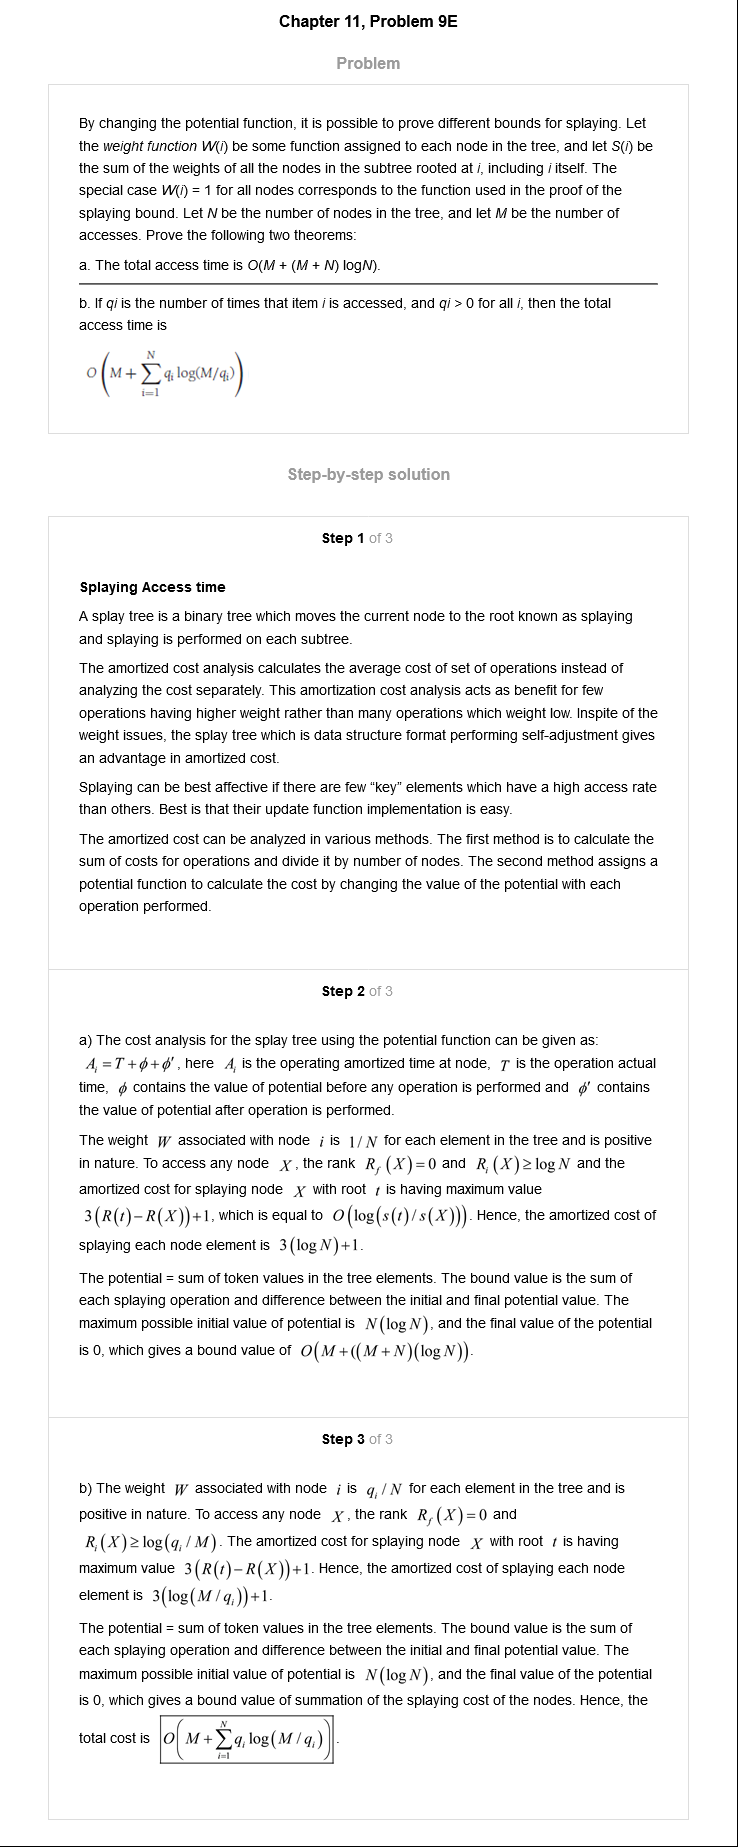 Chapter 11, Problem 9E
Problem
By changing the potential function, it is possible to prove different bounds for splaying. Let
the weight function W(i) be some function assigned to each node in the tree, and let S(i) be
the sum of the weights of all the nodes in the subtree rooted at i, including i itself. The
special case W(i) = 1 for all nodes corresponds to the function used in the proof of the
splaying bound. Let N be the number of nodes in the tree, and let M be the number of
accesses. Prove the following two theorems:
a. The total access time is O(M + (M + N) logN).
b. If qi is the number of times that item i is accessed, and qi > 0 for all i, then the total
access time is
O(M + ∑_{i=1}^{N} q_i log(M/q_i))
Step-by-step solution
Step 1 of 3
Splaying Access time
A splay tree is a binary tree which moves the current node to the root known as splaying
and splaying is performed on each subtree.
The amortized cost analysis calculates the average cost of set of operations instead of
analyzing the cost separately. This amortization cost analysis acts as benefit for few
operations having higher weight rather than many operations which weight low. Inspite of the
weight issues, the splay tree which is data structure format performing self-adjustment gives
an advantage in amortized cost.
Splaying can be best affective if there are few “key” elements which have a high access rate
than others. Best is that their update function implementation is easy.
The amortized cost can be analyzed in various methods. The first method is to calculate the
sum of costs for operations and divide it by number of nodes. The second method assigns a
potential function to calculate the cost by changing the value of the potential with each
operation performed.
Step 2 of 3
a) The cost analysis for the splay tree using the potential function can be given as:
A_i = T + ϕ + ϕ′, here A_i is the operating amortized time at node, T is the operation actual
time, ϕ contains the value of potential before any operation is performed and ϕ′ contains
the value of potential after operation is performed.
The weight W associated with node i is 1/N for each element in the tree and is positive
in nature. To access any node X, the rank R_f(X)=0 and R_i(X)≥log N and the
amortized cost for splaying node X with root t is having maximum value
3(R(t)−R(X))+1, which is equal to O(log(s(t)/s(X))). Hence, the amortized cost of
splaying each node element is 3(log N)+1.
The potential = sum of token values in the tree elements. The bound value is the sum of
each splaying operation and difference between the initial and final potential value. The
maximum possible initial value of potential is N(log N), and the final value of the potential
is 0, which gives a bound value of O(M+((M+N)(log N)).
Step 3 of 3
b) The weight W associated with node i is q_i/N for each element in the tree and is
positive in nature. To access any node X, the rank R_f(X)=0 and
R_i(X)≥log(q_i/M). The amortized cost for splaying node X with root t is having
maximum value 3(R(t)−R(X))+1. Hence, the amortized cost of splaying each node
element is 3(log(M/q_i))+1.
The potential = sum of token values in the tree elements. The bound value is the sum of
each splaying operation and difference between the initial and final potential value. The
maximum possible initial value of potential is N(log N), and the final value of the potential
is 0, which gives a bound value of summation of the splaying cost of the nodes. Hence, the
total cost is O(M+∑_{i=1}^{N} q_i log(M/q_i)).